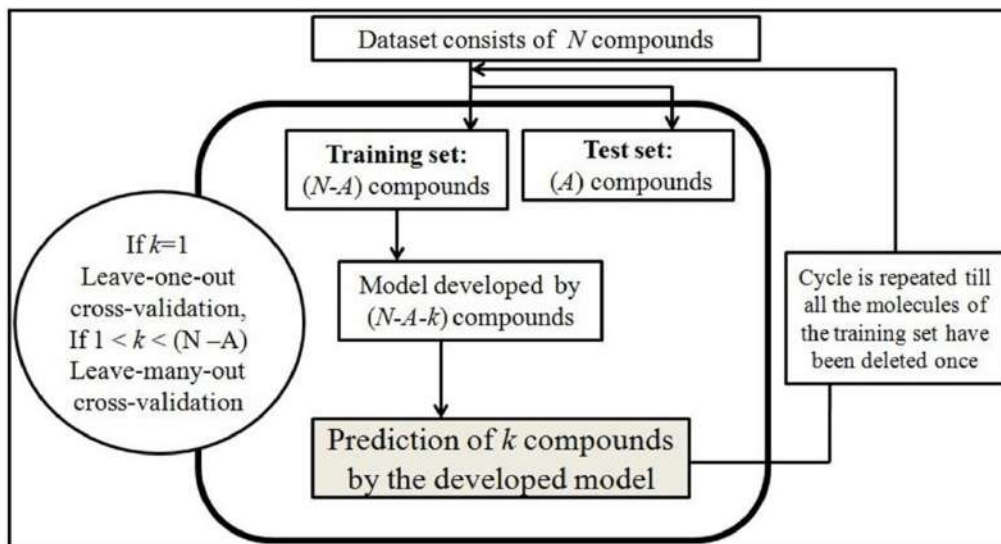 Dataset consists of N compounds
Training set:
(N-A) compounds
Test set:
(A) compounds
If k=1
Leave-one-out
cross-validation,
If 1 < k < (N –A)
Leave-many-out
cross-validation
Model developed by
(N-A-k) compounds
Cycle is repeated till
all the molecules of
the training set have
been deleted once
Prediction of k compounds
by the developed model